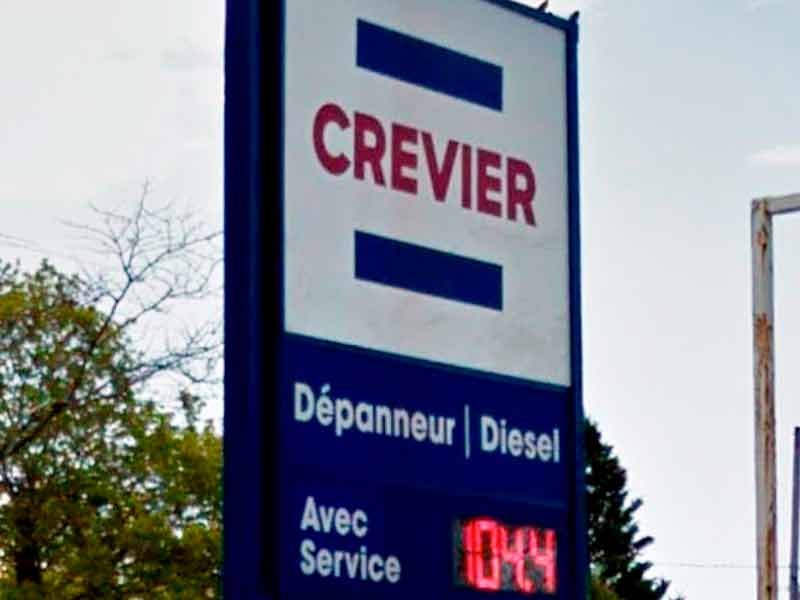 CREVIER
Dépanneur | Diesel
Avec
Service 104.4